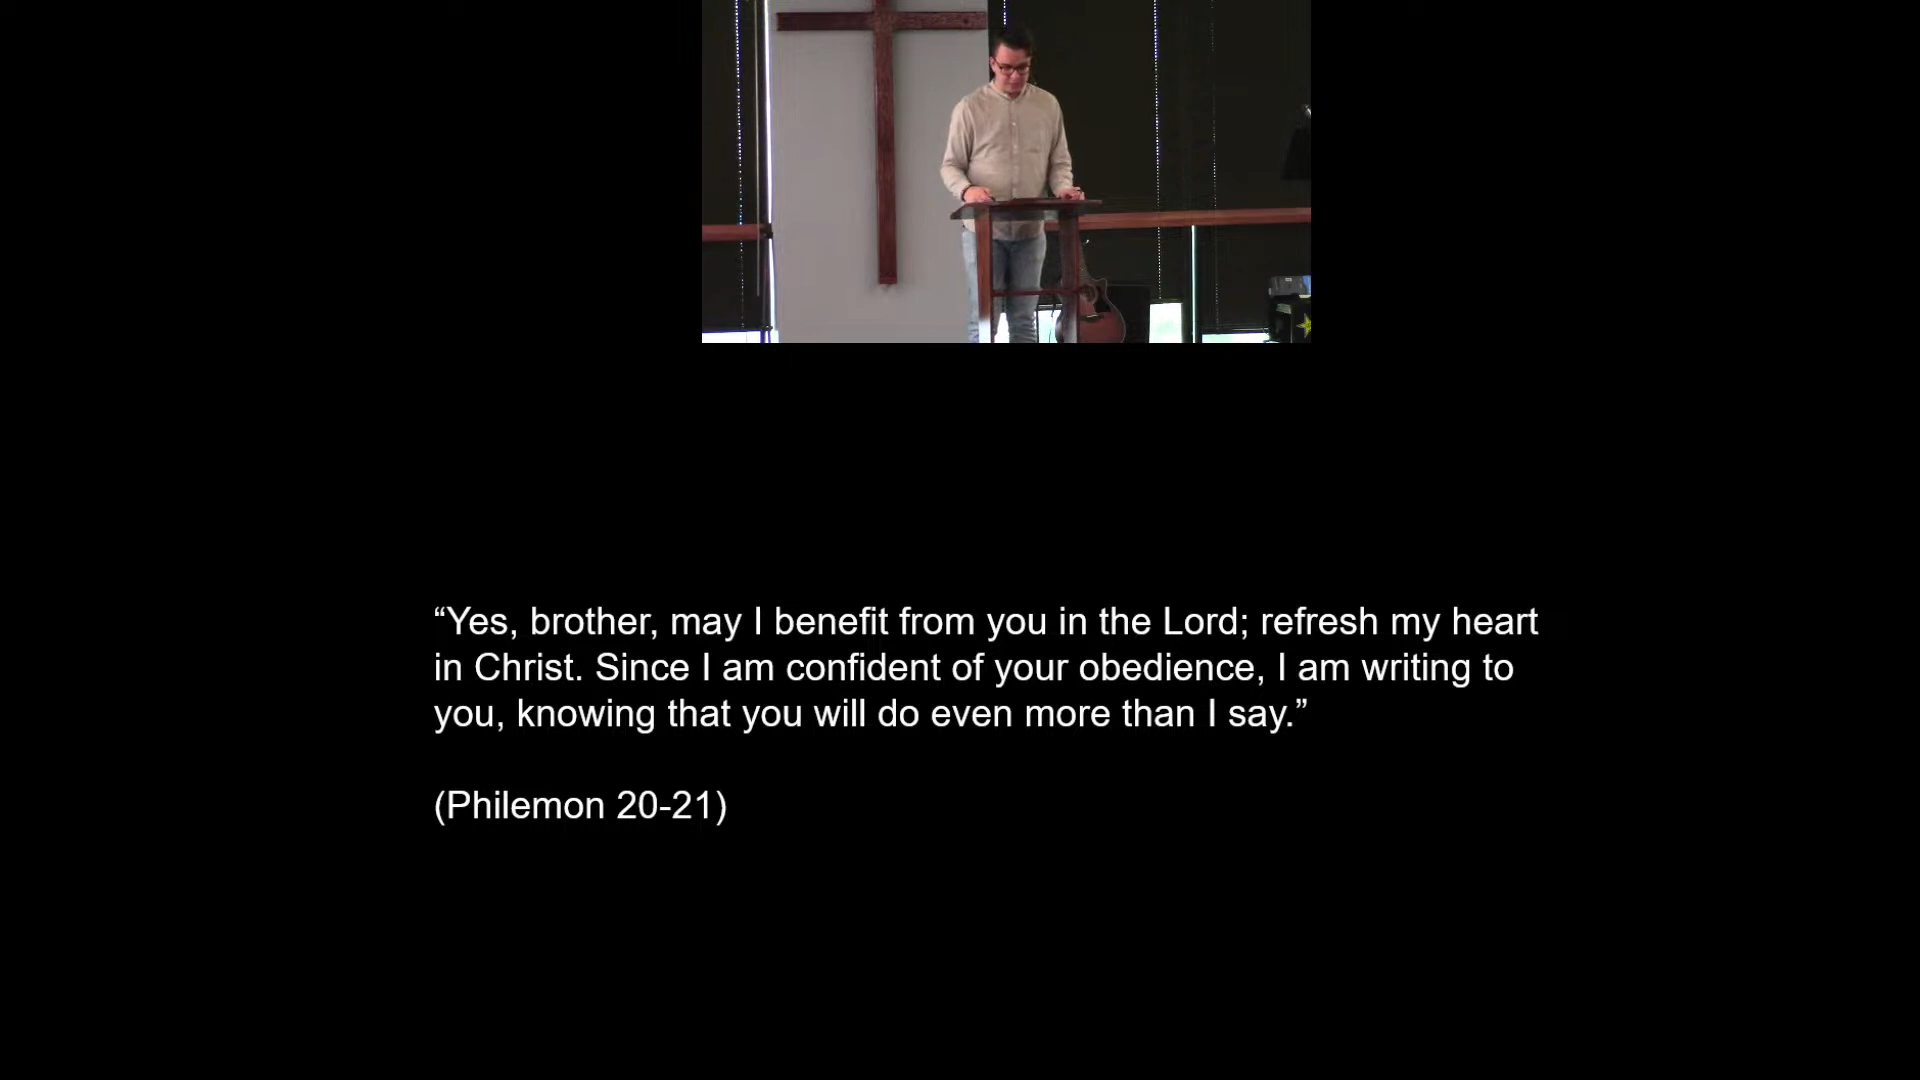 “Yes, brother, may I benefit from you in the Lord; refresh my heart
in Christ. Since I am confident of your obedience, I am writing to
you, knowing that you will do even more than I say.”
(Philemon 20-21)